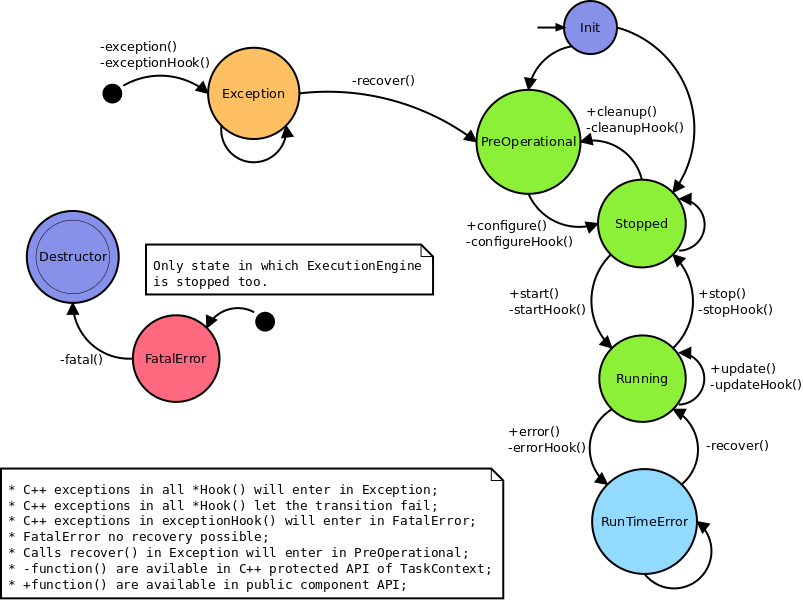 Init
-exception()
-exceptionHook()
Exception
-recover()
+cleanup()
-cleanupHook()
PreOperational
Stopped
+configure()
-configureHook()
Destructor
Only state in which ExecutionEngine
is stopped too.
+start()
-startHook()
+stop()
-stopHook()
-fatal()
FatalError
Running
+update()
-updateHook()
+error()
-errorHook()
-recover()
* C++ exceptions in all *Hook() will enter in Exception;
* C++ exceptions in all *Hook() let the transition fail;
* C++ exceptions in exceptionHook() will enter in FatalError;
* FatalError no recovery possible;
* Calls recover() in Exception will enter in PreOperational;
* -function() are avilable in C++ protected API of TaskContext;
* +function() are available in public component API;
RunTimeError